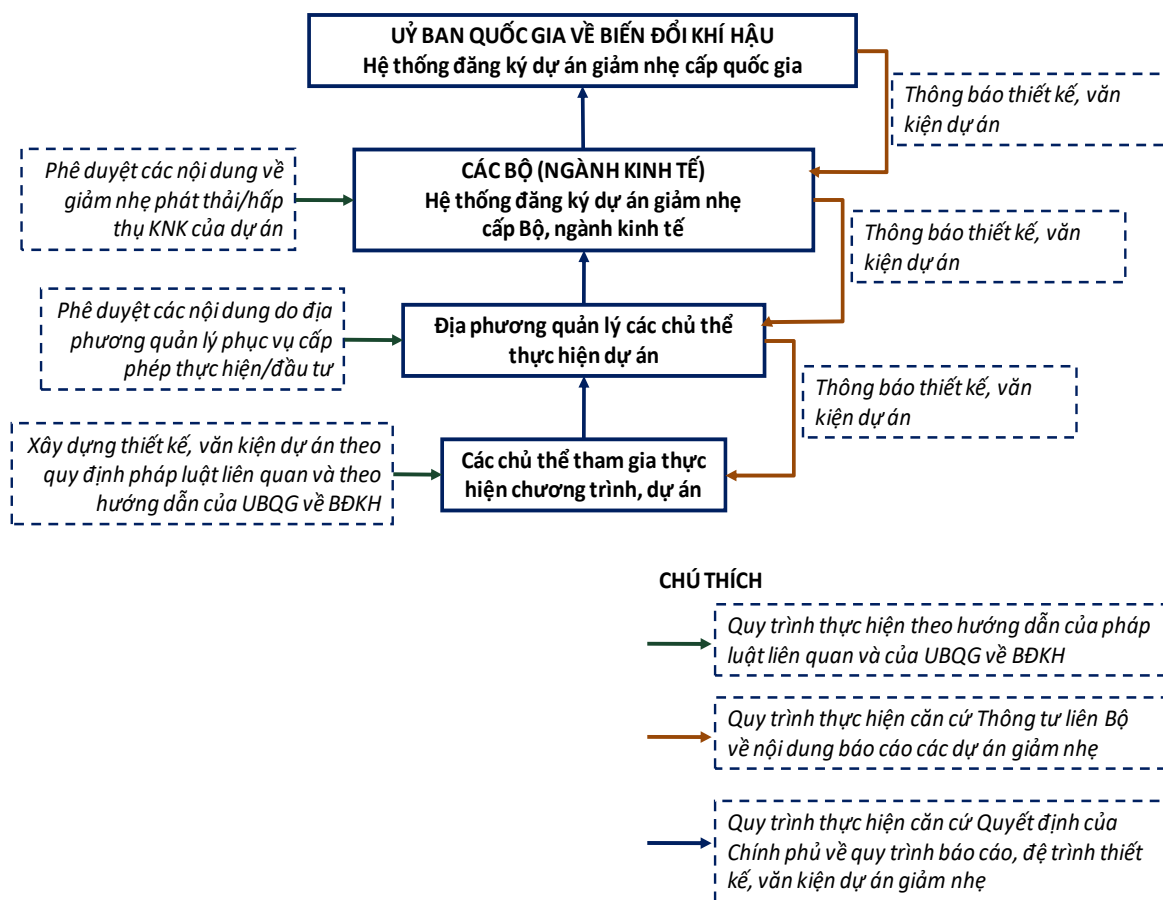 UỶ BAN QUỐC GIA VỀ BIẾN ĐỔI KHÍ HẬU
Hệ thống đăng ký dự án giảm nhẹ cấp quốc gia
Thông báo thiết kế, văn
kiện dự án
Phê duyệt các nội dung về
giảm nhẹ phát thải/hấp
thụ KNK của dự án
CÁC BỘ (NGÀNH KINH TẾ)
Hệ thống đăng ký dự án giảm nhẹ
cấp Bộ, ngành kinh tế
Thông báo thiết kế, văn
kiện dự án
Phê duyệt các nội dung do địa
phương quản lý phục vụ cấp
phép thực hiện/đầu tư
Địa phương quản lý các chủ thể
thực hiện dự án
Thông báo thiết kế, văn
kiện dự án
Xây dựng thiết kế, văn kiện dự án theo
quy định pháp luật liên quan và theo
hướng dẫn của UBQG về BĐKH
Các chủ thể tham gia thực
hiện chương trình, dự án
CHÚ THÍCH
Quy trình thực hiện theo hướng dẫn của pháp
luật liên quan và của UBQG về BĐKH
Quy trình thực hiện căn cứ Thông tư liên Bộ
về nội dung báo cáo các dự án giảm nhẹ
Quy trình thực hiện căn cứ Quyết định của
Chính phủ về quy trình báo cáo, đệ trình thiết
kế, văn kiện dự án giảm nhẹ